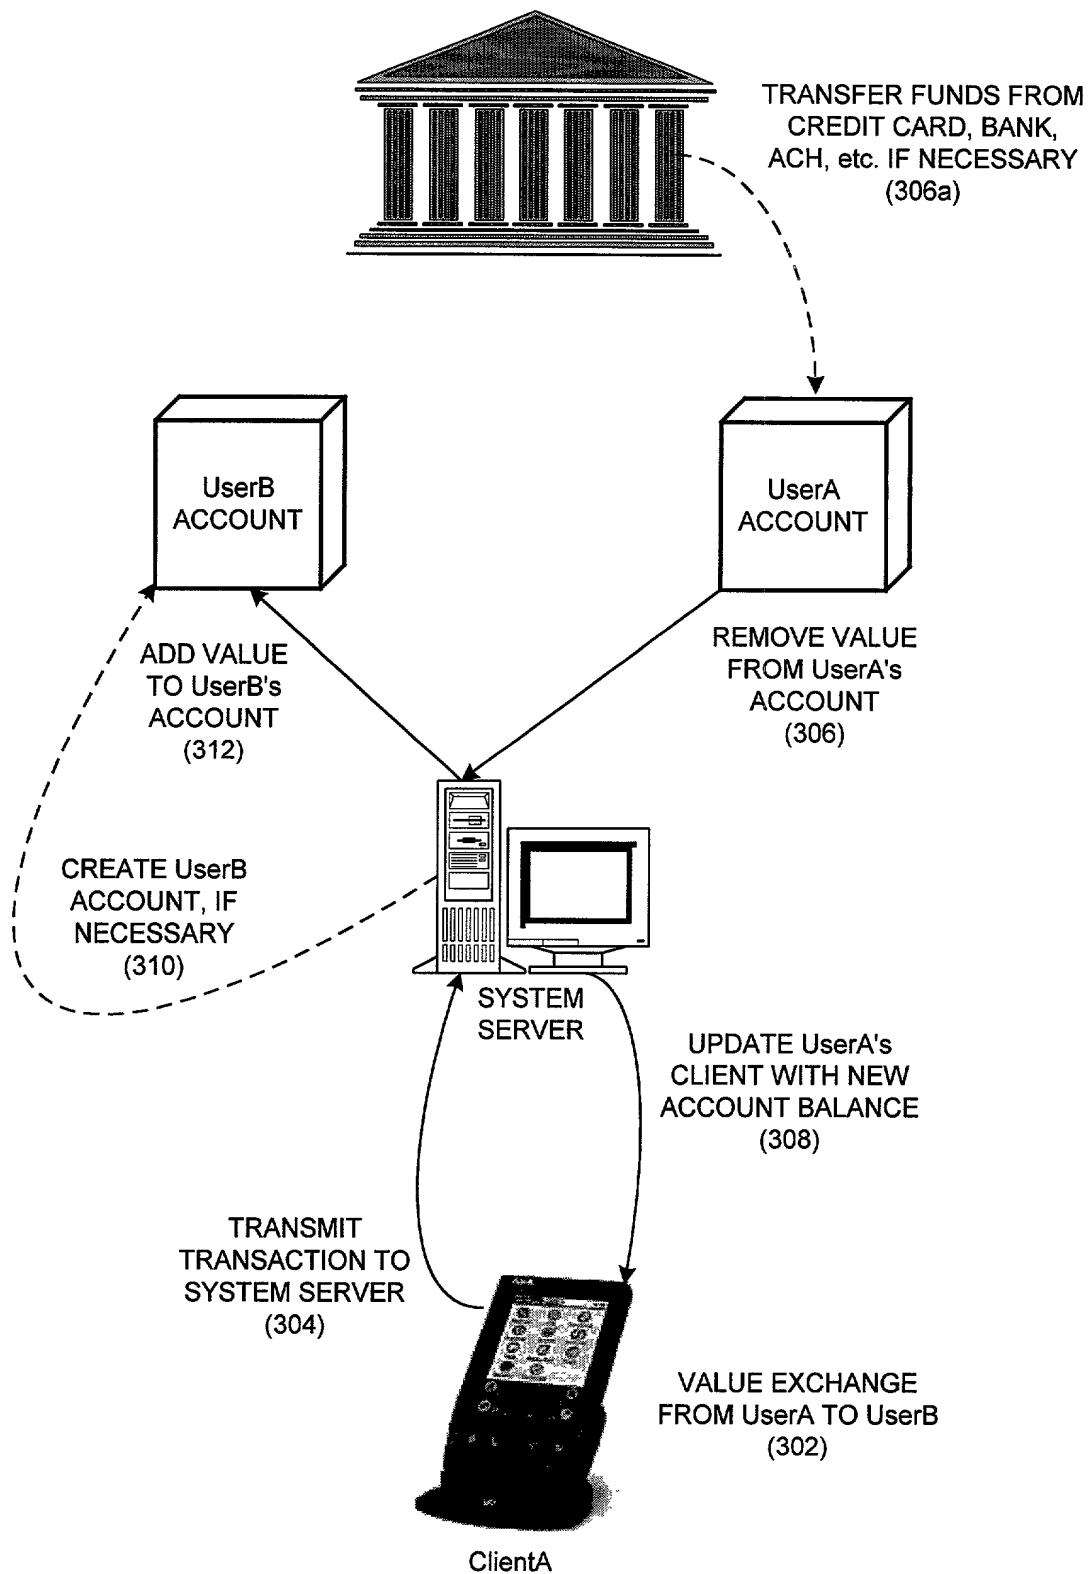 TRANSFER FUNDS FROM
CREDIT CARD, BANK,
ACH, etc. IF NECESSARY
(306a)
UserB
ACCOUNT
UserA
ACCOUNT
ADD VALUE
TO UserB's
ACCOUNT
(312)
REMOVE VALUE
FROM UserA's
ACCOUNT
(306)
CREATE UserB
ACCOUNT, IF
NECESSARY
(310)
SYSTEM
SERVER
UPDATE UserA's
CLIENT WITH NEW
ACCOUNT BALANCE
(308)
TRANSMIT
TRANSACTION TO
SYSTEM SERVER
(304)
VALUE EXCHANGE
FROM UserA TO UserB
(302)
ClientA